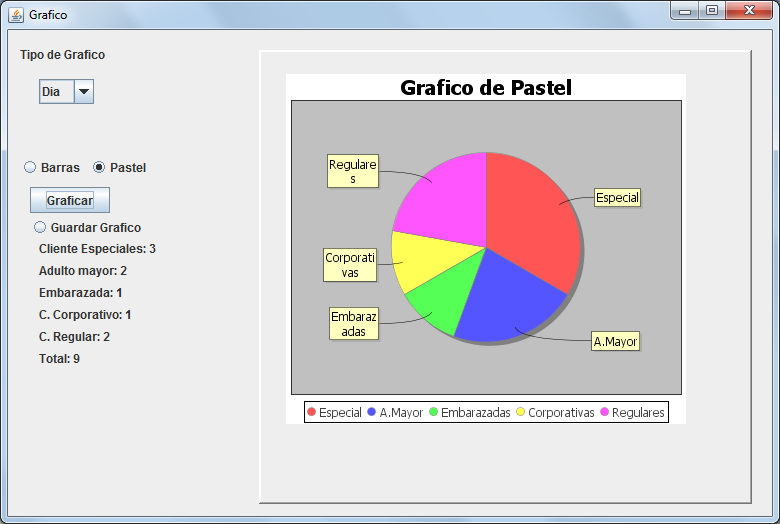 Grafico
Tipo de Grafico
Dia
Barras
Pastel
Graficar
Guardar Grafico
Cliente Especiales: 3
Adulto mayor: 2
Embarazada: 1
C. Corporativo: 1
C. Regular: 2
Total: 9
Grafico de Pastel
Regulare
s
Especial
Corporati
vas
Embaraz
adas
A.Mayor
Especial A.Mayor Embarazadas Corporativas Regulares